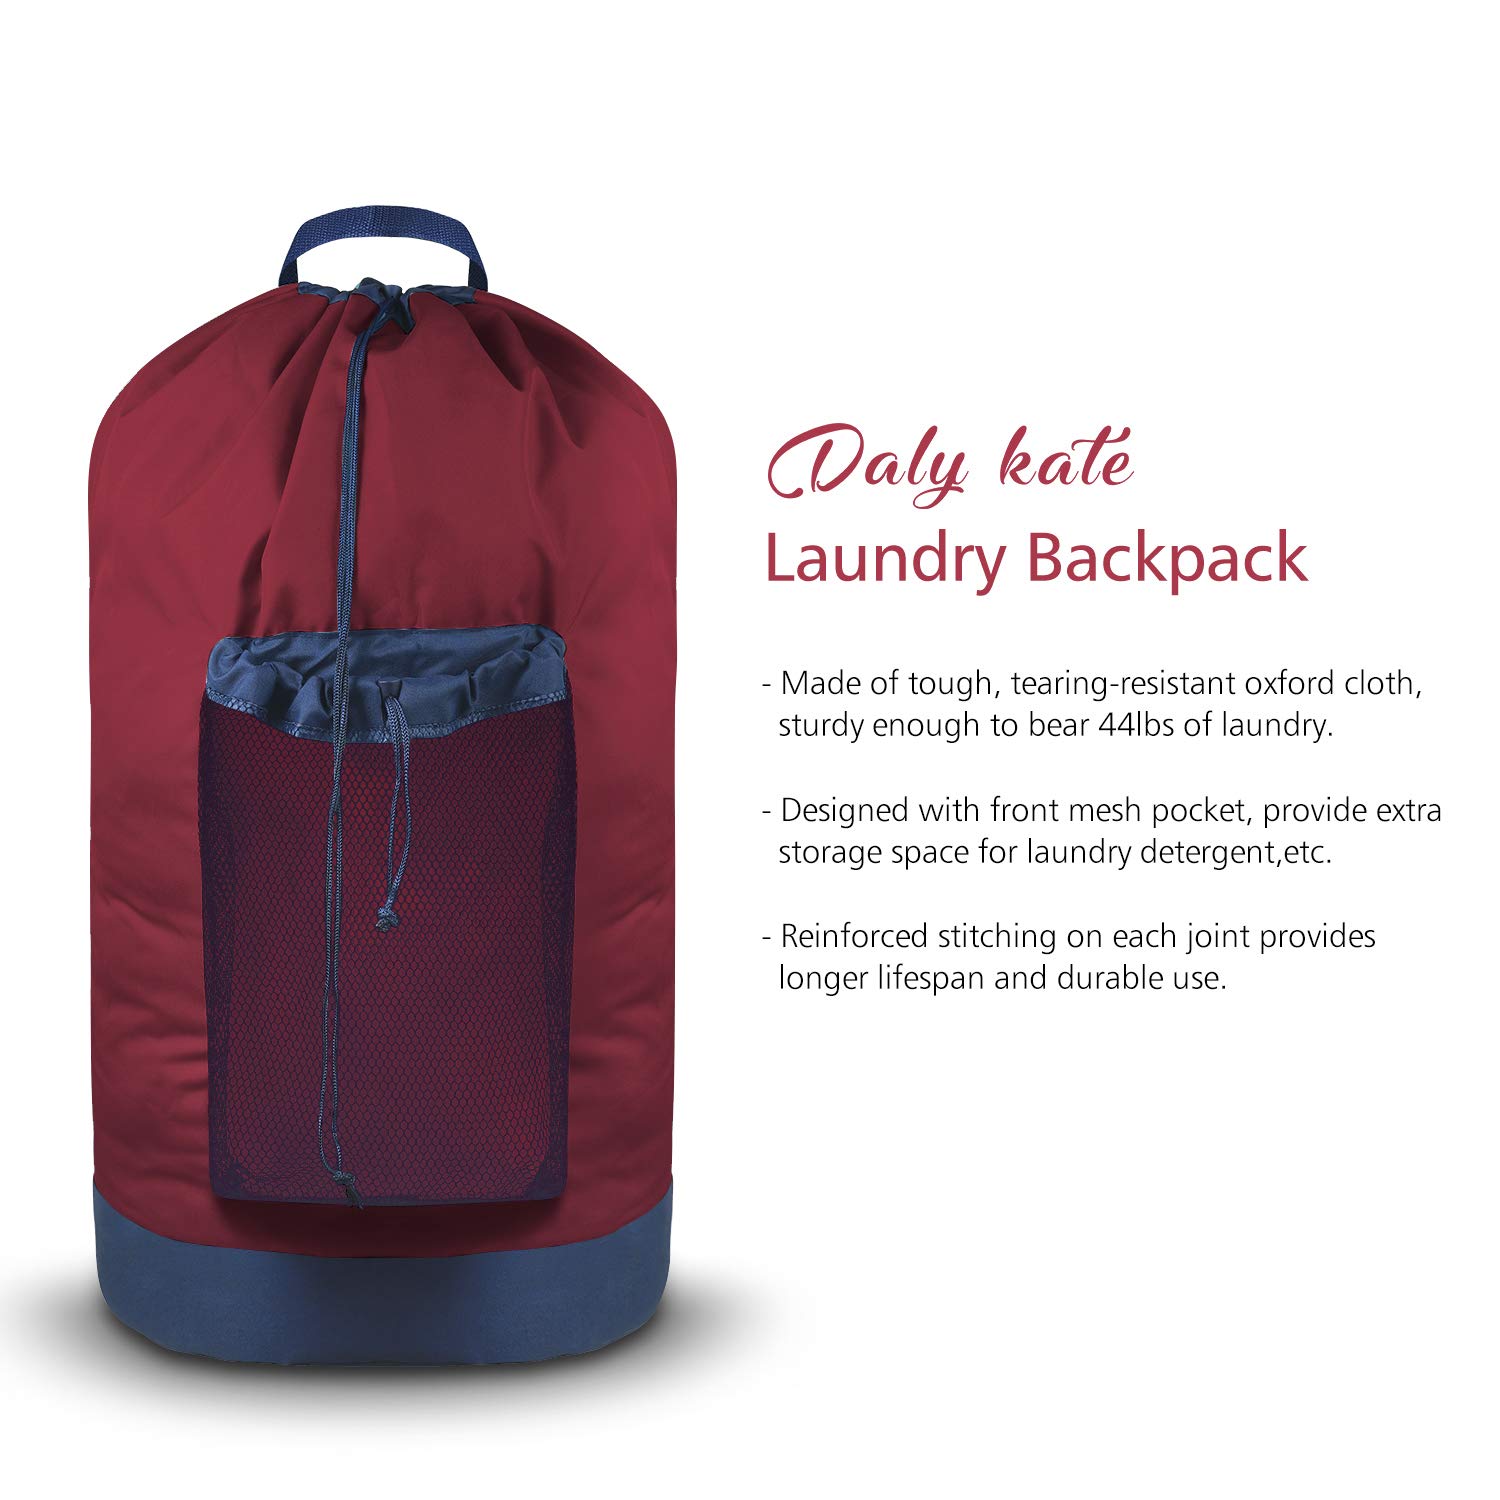 Daly kate
Laundry Backpack
- Made of tough, tearing-resistant oxford cloth,
sturdy enough to bear 44lbs of laundry.
- Designed with front mesh pocket, provide extra
storage space for laundry detergent,etc.
- Reinforced stitching on each joint provides
longer lifespan and durable use.